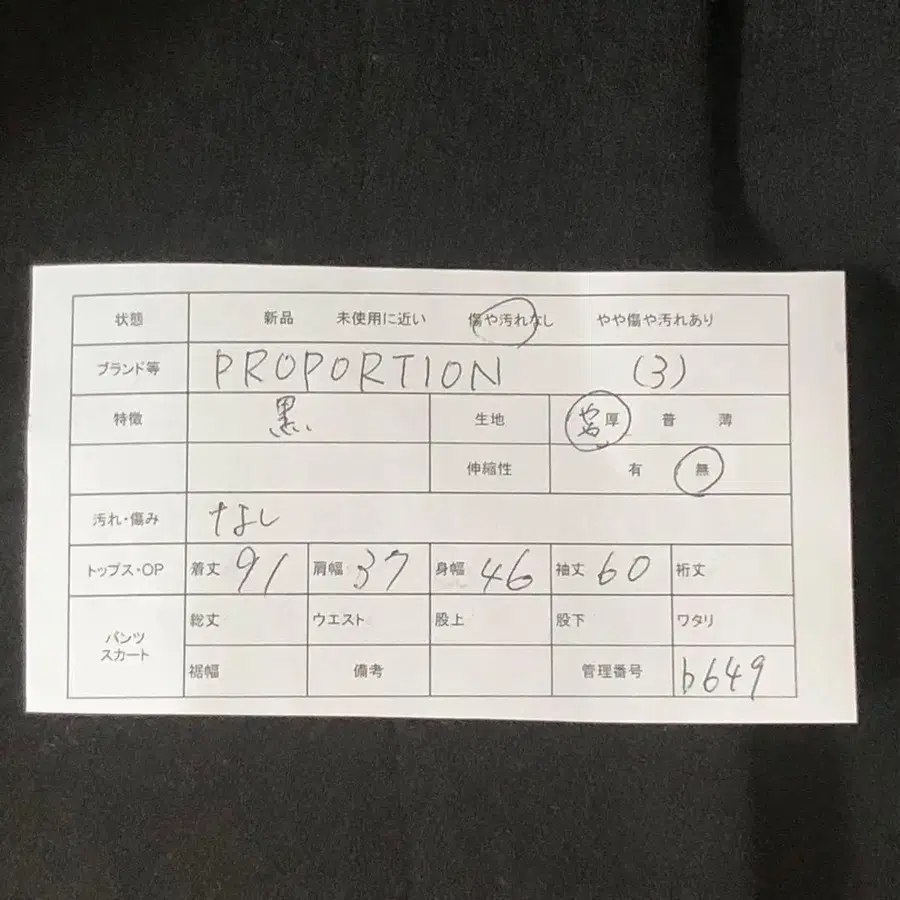 状態 新品 未使用に近い 傷や汚れなし やや傷や汚れあり
ブランド等 PROPORTION (3)
特徴 黒 生地 やや厚 普 薄
伸縮性 有 無
汚れ・傷み なし
トップス・OP 着丈 91 肩幅 37 身幅 46 袖丈 60 裄丈
パンツ スカート 総丈 ウエスト 股上 股下 ワタリ
裾幅 備考 管理番号 b649